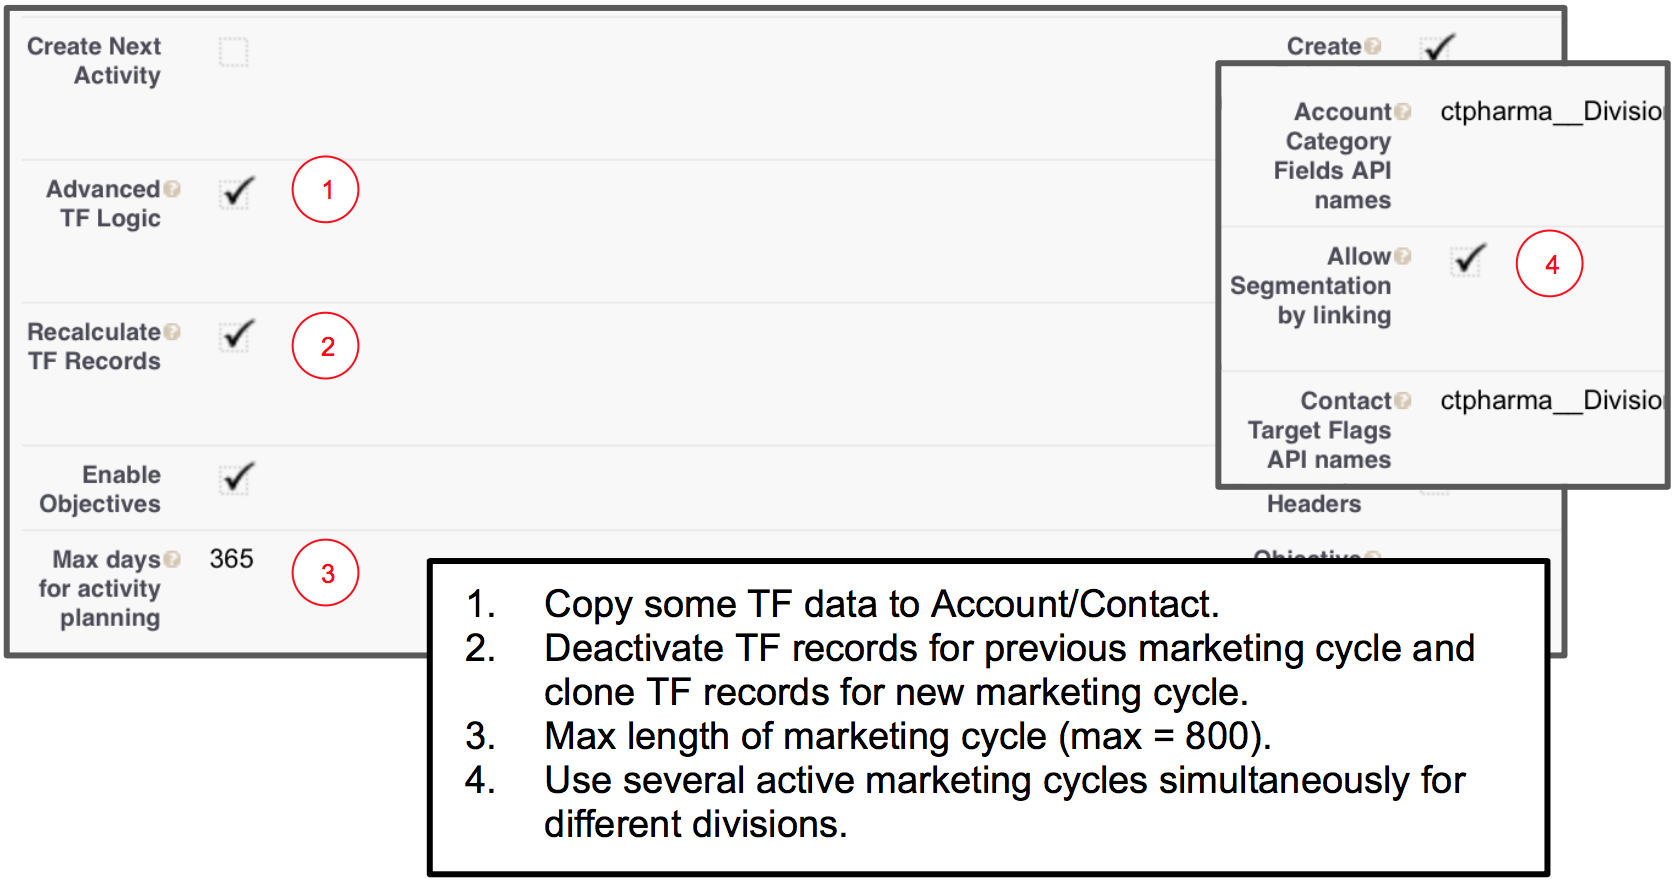 Create Next
Activity
Create
Advanced
TF Logic
1
Recalculate
TF Records
2
Enable
Objectives
Max days
for activity
planning
365
3
Account
Category
Fields API
names
ctpharma__Divisio
Allow
Segmentation
by linking
4
Contact
Target Flags
API names
ctpharma__Divisio
Headers
Objective
1. Copy some TF data to Account/Contact.
2. Deactivate TF records for previous marketing cycle and
clone TF records for new marketing cycle.
3. Max length of marketing cycle (max = 800).
4. Use several active marketing cycles simultaneously for
different divisions.